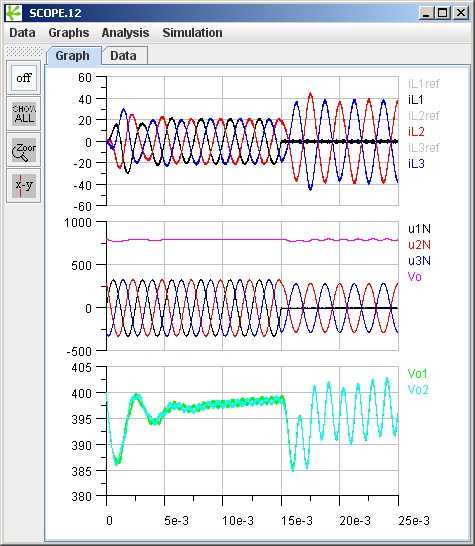 SCOPE.12
Data Graphs Analysis Simulation
Graph Data
off
SHOW
ALL
Zoom
x-y
60
40
20
0
-20
-40
-60
iL1ref
iL1
iL2ref
iL2
iL3ref
iL3
1000
500
0
-500
u1N
u2N
u3N
Vo
405
400
395
390
385
380
Vo1
Vo2
0 5e-3 10e-3 15e-3 20e-3 25e-3